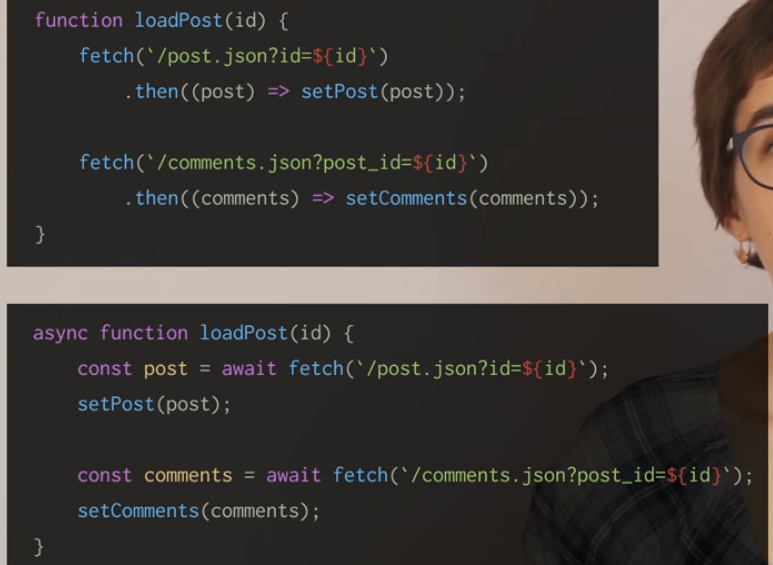 function loadPost(id) {
fetch(`/post.json?id=${id}`)
.then((post) => setPost(post));
fetch(`/comments.json?post_id=${id}`)
.then((comments) => setComments(comments));
}
async function loadPost(id) {
const post = await fetch(`/post.json?id=${id}`);
setPost(post);
const comments = await fetch(`/comments.json?post_id=${id}`);
setComments(comments);
}